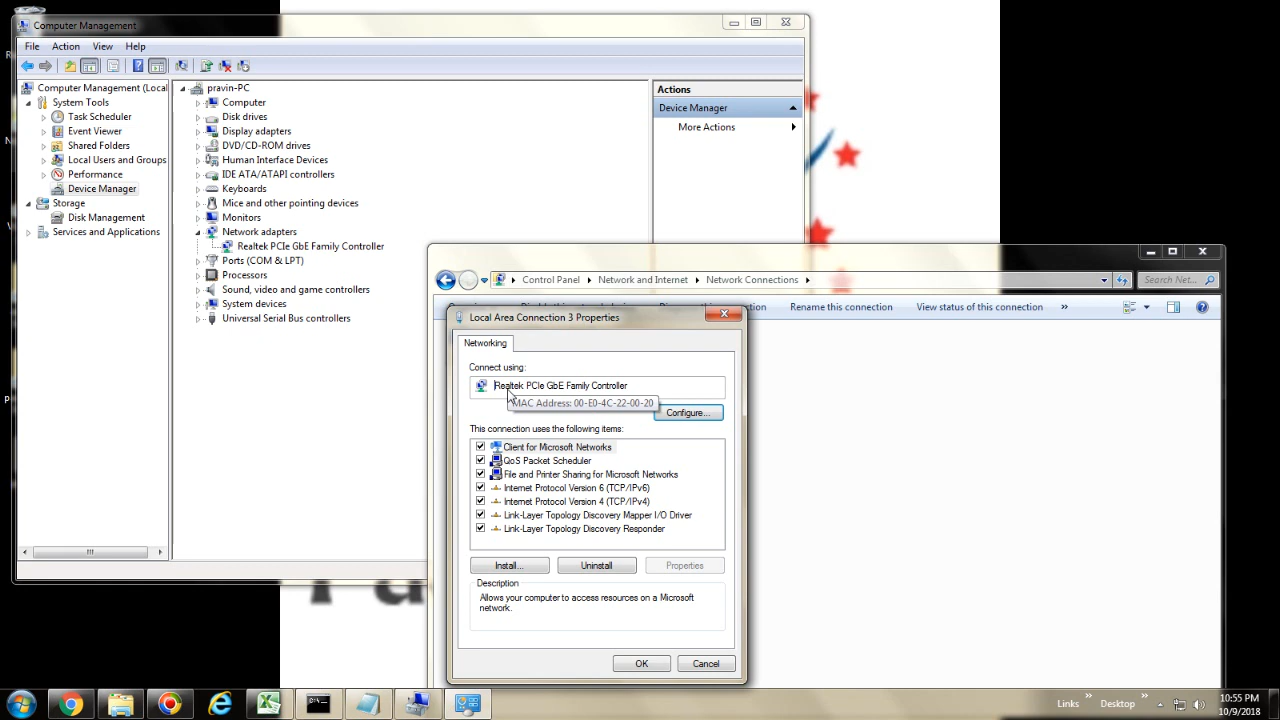 Computer Management
File Action View Help
Computer Management (Local
System Tools
Task Scheduler
Event Viewer
Shared Folders
Local Users and Groups
Performance
Device Manager
Storage
Disk Management
Services and Applications
pravin-PC
Computer
Disk drives
Display adapters
DVD/CD-ROM drives
Human Interface Devices
IDE ATA/ATAPI controllers
Keyboards
Mice and other pointing devices
Monitors
Network adapters
Realtek PCIe GbE Family Controller
Ports (COM & LPT)
Processors
Sound, video and game controllers
System devices
Universal Serial Bus controllers
Actions
Device Manager
More Actions
Control Panel Network and Internet Network Connections Search Net...
Rename this connection View status of this connection »
Local Area Connection 3 Properties
Networking
Connect using:
Realtek PCIe GbE Family Controller
MAC Address: 00-E0-4C-22-00-20
Configure...
This connection uses the following items:
Client for Microsoft Networks
QoS Packet Scheduler
File and Printer Sharing for Microsoft Networks
Internet Protocol Version 6 (TCP/IPv6)
Internet Protocol Version 4 (TCP/IPv4)
Link-Layer Topology Discovery Mapper I/O Driver
Link-Layer Topology Discovery Responder
Install... Uninstall Properties
Description
Allows your computer to access resources on a Microsoft
network.
OK Cancel
Links » Desktop »
10:55 PM
10/9/2018